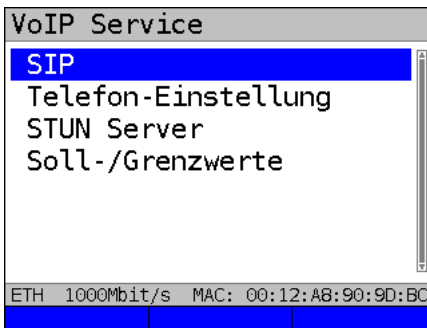 VoIP Service
SIP
Telefon-Einstellung
STUN Server
Soll-/Grenzwerte
ETH 1000Mbit/s MAC: 00:12:A8:90:9D:BC